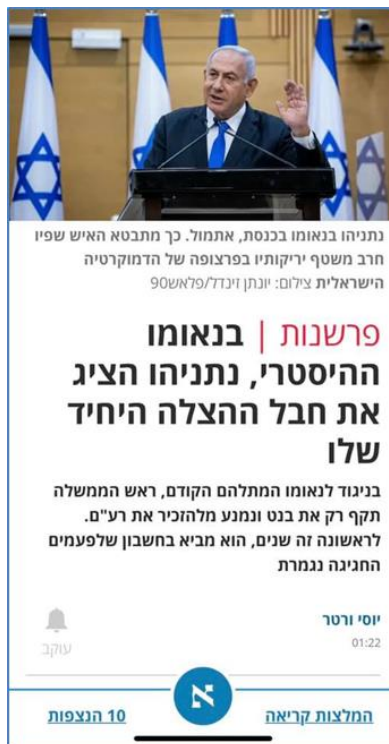 נתניהו בנאומו בכנסת, אתמול. כך מתבטא האיש שפיו
חרב משטף יריקותיו בפרצופה של הדמוקרטיה
הישראלית צילום: יונתן זינדל/פלאש90
פרשנות | בנאומו
ההיסטרי, נתניהו הציג
את חבל ההצלה היחיד
שלו
בניגוד לנאומו המתלהם הקודם, ראש הממשלה
תקף רק את בנט ונמנע מלהזכיר את רע"ם.
לראשונה זה שנים, הוא מביא בחשבון שלפעמים
החגיגה נגמרת
יוסי ורטר
01:22
עוקב
המלצות קריאה
א
10 הנצפות